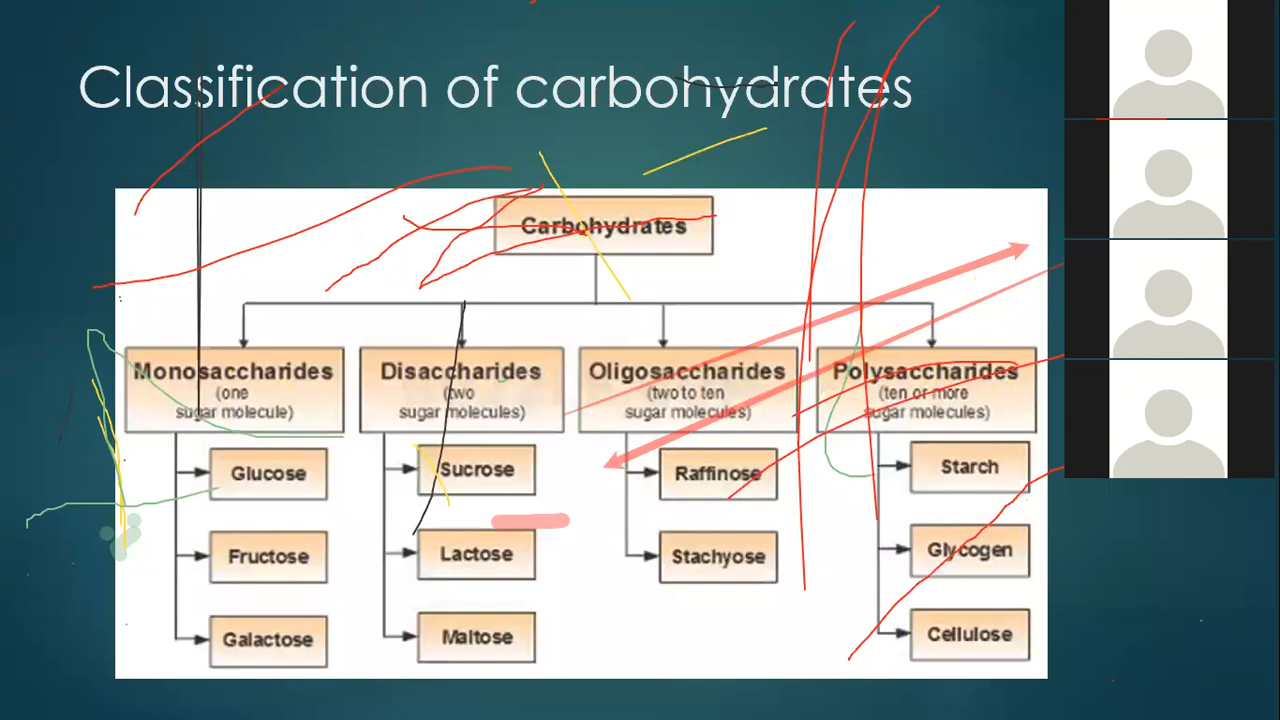 Classification of carbohydrates
Carbohydrates
Monosaccharides
(one
sugar molecule)
Disaccharides
(two
sugar molecules)
Oligosaccharides
(two to ten
sugar molecules)
Polysaccharides
(ten or more
sugar molecules)
Glucose
Fructose
Galactose
Sucrose
Lactose
Maltose
Raffinose
Stachyose
Starch
Glycogen
Cellulose